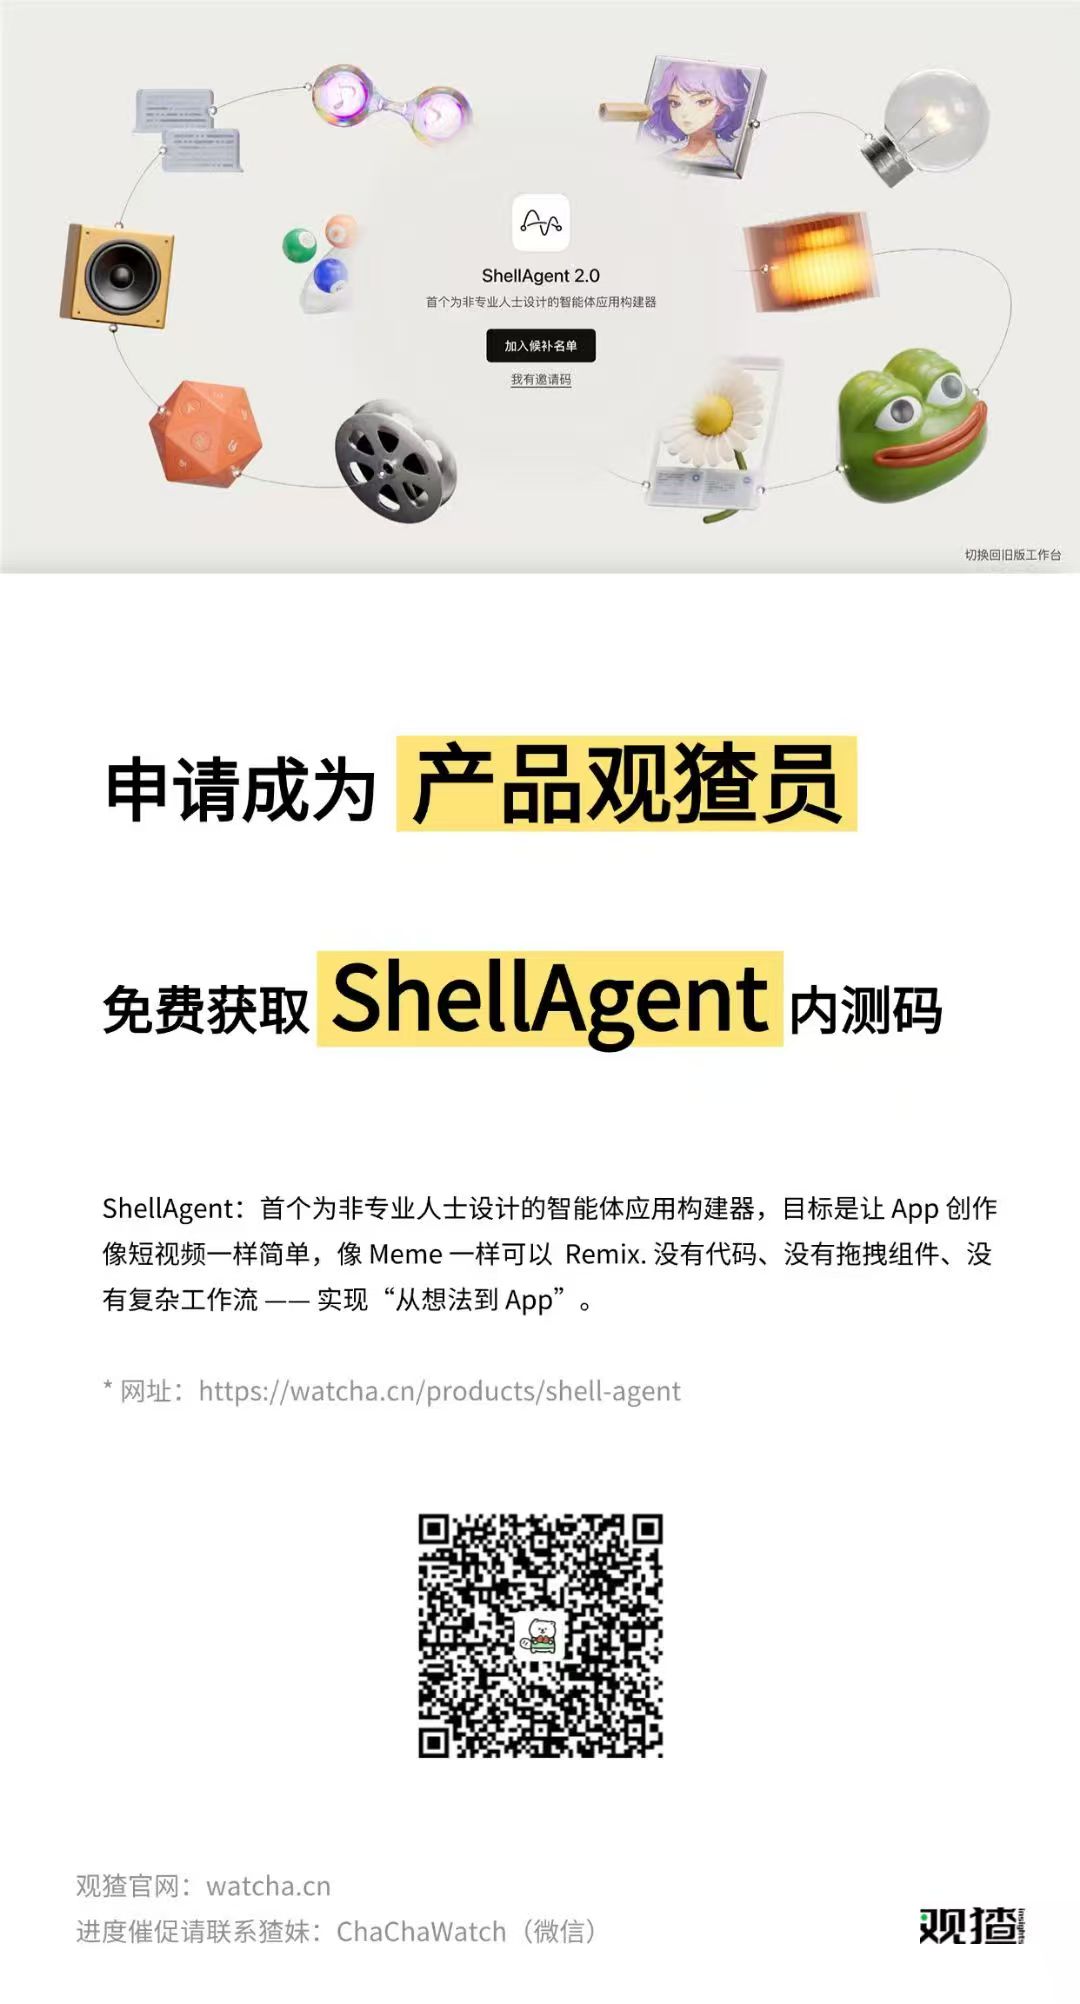 ShellAgent 2.0
首个为非专业人士设计的智能体应用构建器
加入候补名单
我有邀请码
切换回旧版工作台
申请成为 产品观猹员
免费获取 ShellAgent 内测码
ShellAgent：首个为非专业人士设计的智能体应用构建器，目标是让 App 创作
像短视频一样简单，像 Meme 一样可以 Remix. 没有代码、没有拖拽组件、没
有复杂工作流 —— 实现“从想法到 App”。
* 网址：https://watcha.cn/products/shell-agent
观猹官网：watcha.cn
进度催促请联系猹妹：ChaChaWatch（微信）
观猹 insights